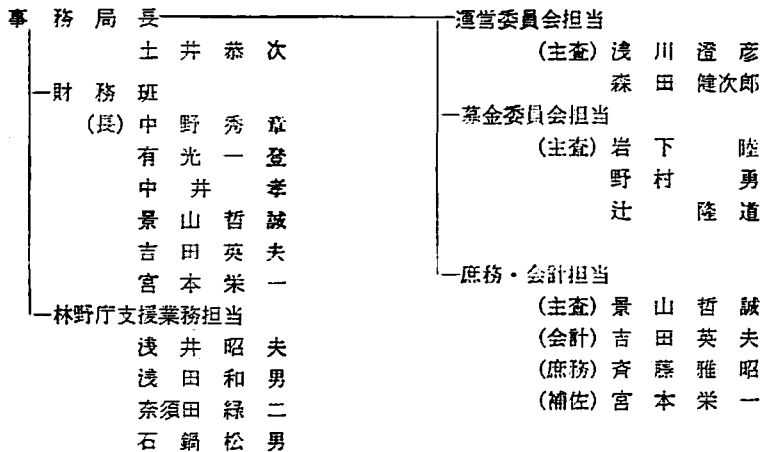 事務局長
土井恭次
財務班
(長) 中野秀章
有光一登
中井孝
景山哲誠
吉田英夫
宮本栄一
林野庁支援業務担当
浅井昭夫
浅田和男
奈須田緑二
石鍋松男
運営委員会担当
(主査) 浅川澄彦
森田健次郎
募金委員会担当
(主査) 岩下睦
野村勇
辻隆道
庶務・会計担当
(主査) 景山哲誠
(会計) 吉田英夫
(庶務) 斉藤雅昭
(補佐) 宮本栄一